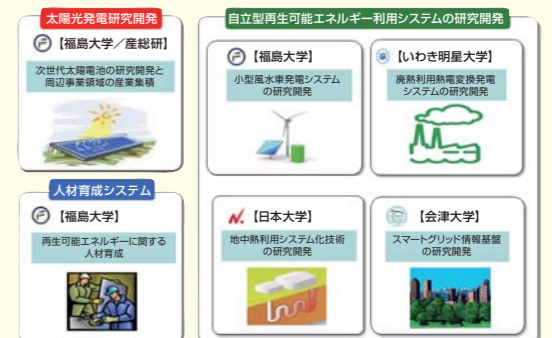 太陽光発電研究開発
【福島大学／産総研】
次世代太陽電池の研究開発と
周辺事業領域の産業集積
人材育成システム
【福島大学】
再生可能エネルギーに関する
人材育成
自立型再生可能エネルギー利用システムの研究開発
【福島大学】
小型風水車発電システム
の研究開発
【いわき明星大学】
廃熱利用熱電変換発電
システムの研究開発
【日本大学】
地中熱利用システム化技術
の研究開発
【会津大学】
スマートグリッド情報基盤
の研究開発